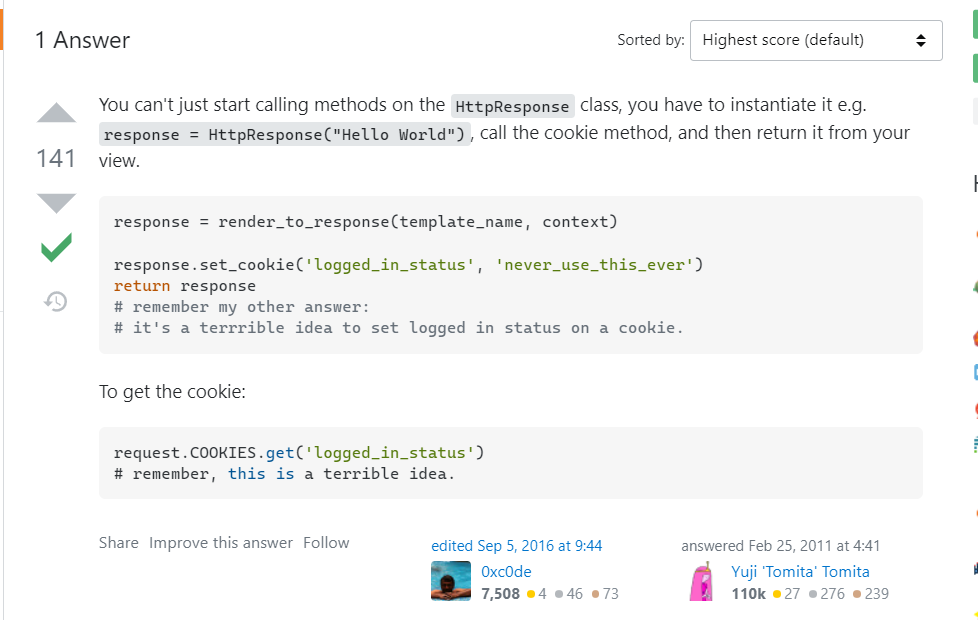 1 Answer
Sorted by: Highest score (default)
You can't just start calling methods on the HttpResponse class, you have to instantiate it e.g.
response = HttpResponse("Hello World"), call the cookie method, and then return it from your
view.
141
response = render_to_response(template_name, context)
response.set_cookie('logged_in_status', 'never_use_this_ever')
return response
# remember my other answer:
# it's a terrrible idea to set logged in status on a cookie.
To get the cookie:
request.COOKIES.get('logged_in_status')
# remember, this is a terrible idea.
Share Improve this answer Follow
edited Sep 5, 2016 at 9:44
0xc0de
7,508 4 46 73
answered Feb 25, 2011 at 4:41
Yuji 'Tomita' Tomita
110k 27 276 239